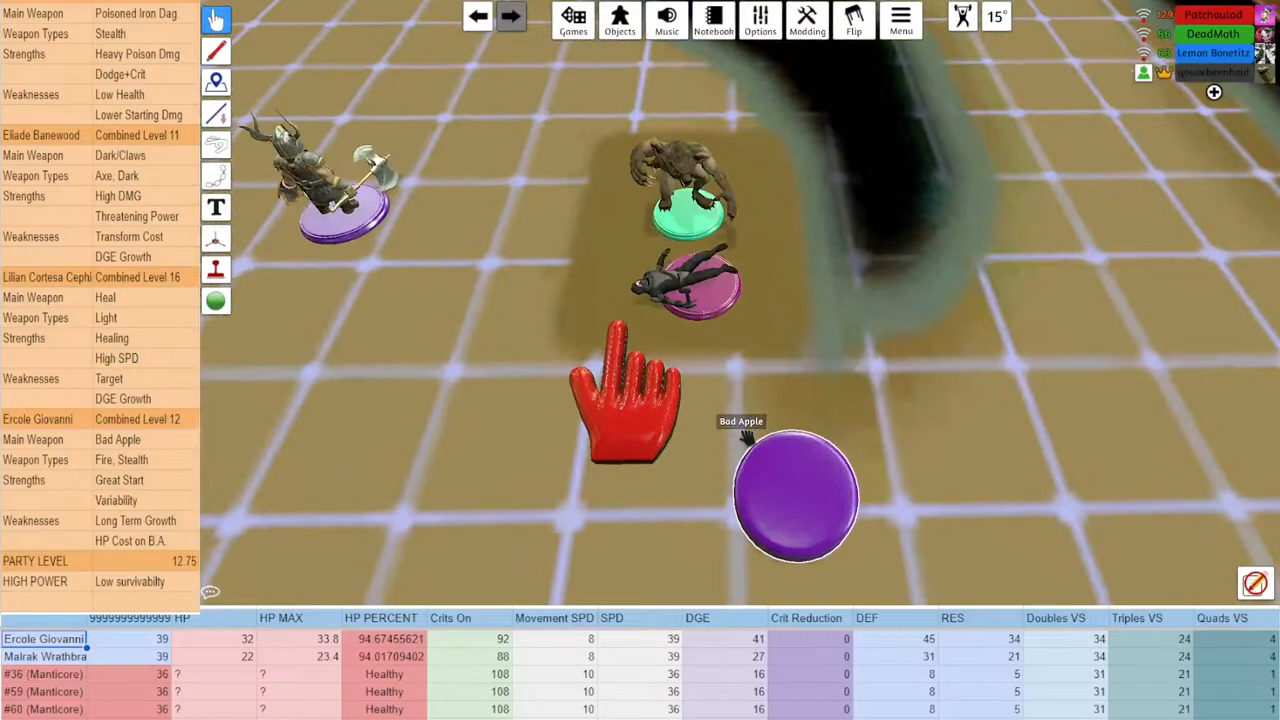 Main Weapon Poisoned Iron Dag
Weapon Types Stealth
Strengths Heavy Poison Dmg
Dodge+Crit
Weaknesses Low Health
Lower Starting Dmg
Eliade Banewood Combined Level 11
Main Weapon Dark/Claws
Weapon Types Axe, Dark
Strengths High DMG
Threatening Power
Weaknesses Transform Cost
DGE Growth
Lilian Cortesa Cephi Combined Level 16
Main Weapon Heal
Weapon Types Light
Strengths Healing
High SPD
Weaknesses Target
DGE Growth
Ercole Giovanni Combined Level 12
Main Weapon Bad Apple
Weapon Types Fire, Stealth
Strengths Great Start
Variability
Weaknesses Long Term Growth
HP Cost on B.A.
PARTY LEVEL 12.75
HIGH POWER Low survivabilty
T
Games Objects Music Notebook Options Modding Flip Menu
15°
129 Patchoulad
56 DeadMoth
63 Lemon Bonetitz
Bad Apple
9999999999999 HP HP MAX HP PERCENT Crits On Movement SPD SPD DGE Crit Reduction DEF RES Doubles VS Triples VS Quads VS
Ercole Giovanni 39 32 33.8 94.67455621 92 8 39 41 0 45 34 34 24 4
Malrak Wrathbra 39 22 23.4 94.01709402 88 8 39 27 0 31 21 34 24 4
#36 (Manticore) 36 ? ? Healthy 108 10 36 16 0 8 5 31 21 1
#59 (Manticore) 36 ? ? Healthy 108 10 36 16 0 8 5 31 21 1
#60 (Manticore) 36 ? ? Healthy 108 10 36 16 0 8 5 31 21 1